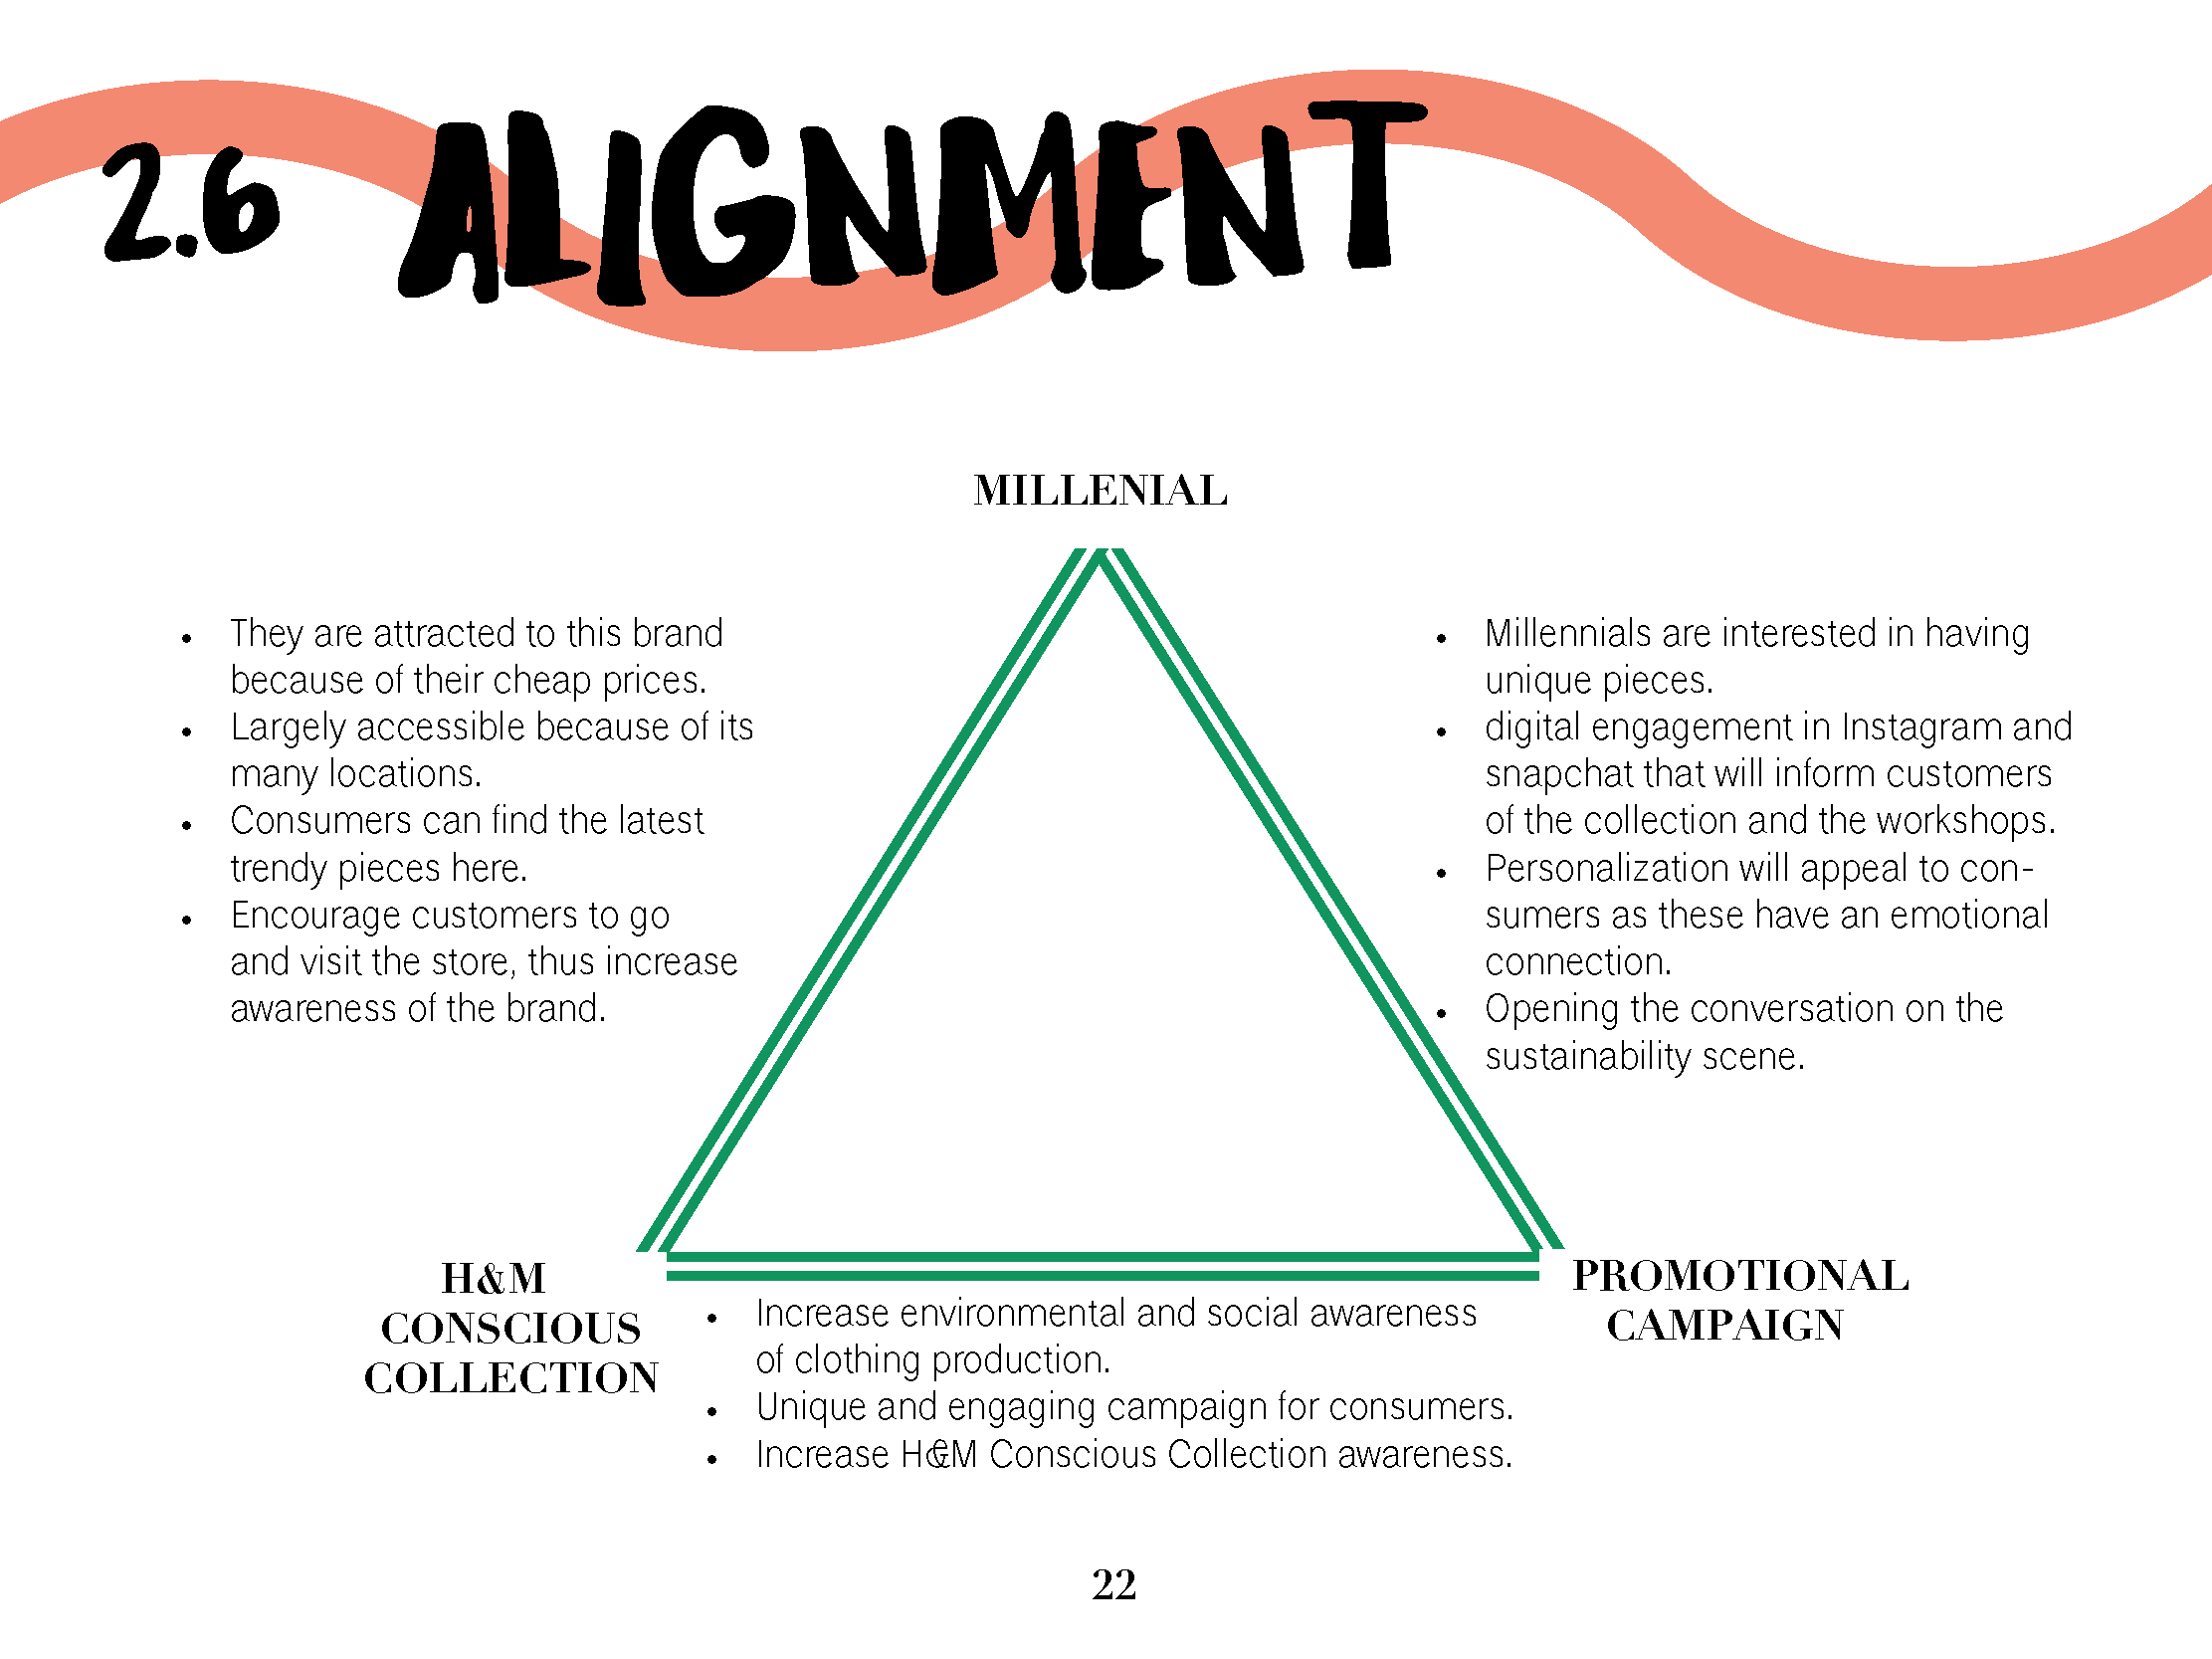 2.6 ALIGNMENT
MILLENIAL
• They are attracted to this brand
because of their cheap prices.
• Largely accessible because of its
many locations.
• Consumers can find the latest
trendy pieces here.
• Encourage customers to go
and visit the store, thus increase
awareness of the brand.
• Millennials are interested in having
unique pieces.
• digital engagement in Instagram and
snapchat that will inform customers
of the collection and the workshops.
• Personalization will appeal to con-
sumers as these have an emotional
connection.
• Opening the conversation on the
sustainability scene.
H&M
CONSCIOUS
COLLECTION
• Increase environmental and social awareness
of clothing production.
• Unique and engaging campaign for consumers.
• Increase H&M Conscious Collection awareness.
PROMOTIONAL
CAMPAIGN
22